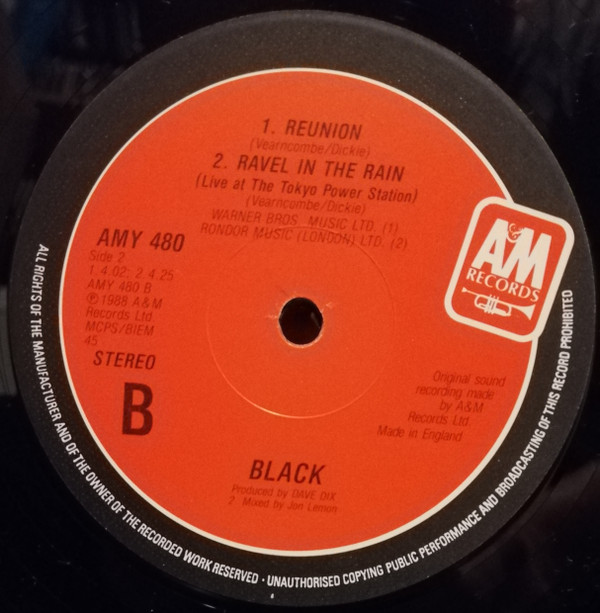 1. REUNION
(Vearncombe/Dickie)
2. RAVEL IN THE RAIN
(Live at The Tokyo Power Station)
(Vearncombe/Dickie)
WARNER BROS. MUSIC LTD. (1)
RONDOR MUSIC (LONDON) LTD. (2)
AMY 480
Side 2
1. 4.02; 2. 4.25
AMY 480 B
℗ 1988 A&M
Records Ltd.
MCPS/BIEM
45
STEREO
B
A&M
RECORDS
Original sound
recording made
by A&M
Records Ltd.
Made in England
BLACK
Produced by DAVE DIX
2 Mixed by Jon Lemon
ALL RIGHTS OF THE MANUFACTURER AND OF THE OWNER OF THE RECORDED WORK RESERVED · UNAUTHORISED COPYING PUBLIC PERFORMANCE AND BROADCASTING OF THIS RECORD PROHIBITED